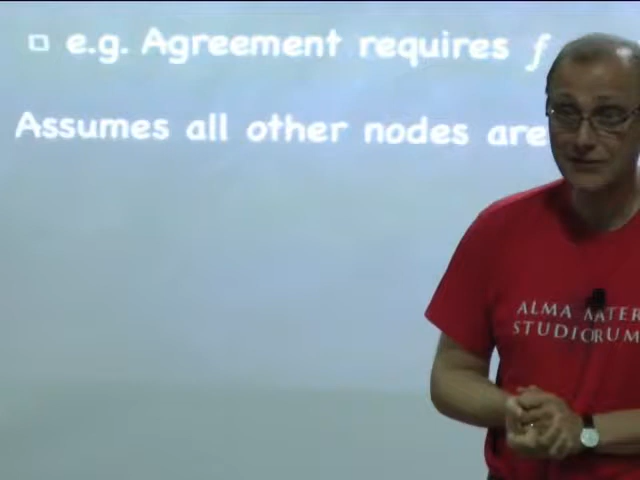 e.g. Agreement requires f
Assumes all other nodes are
ALMA MATER
STUDIORUM